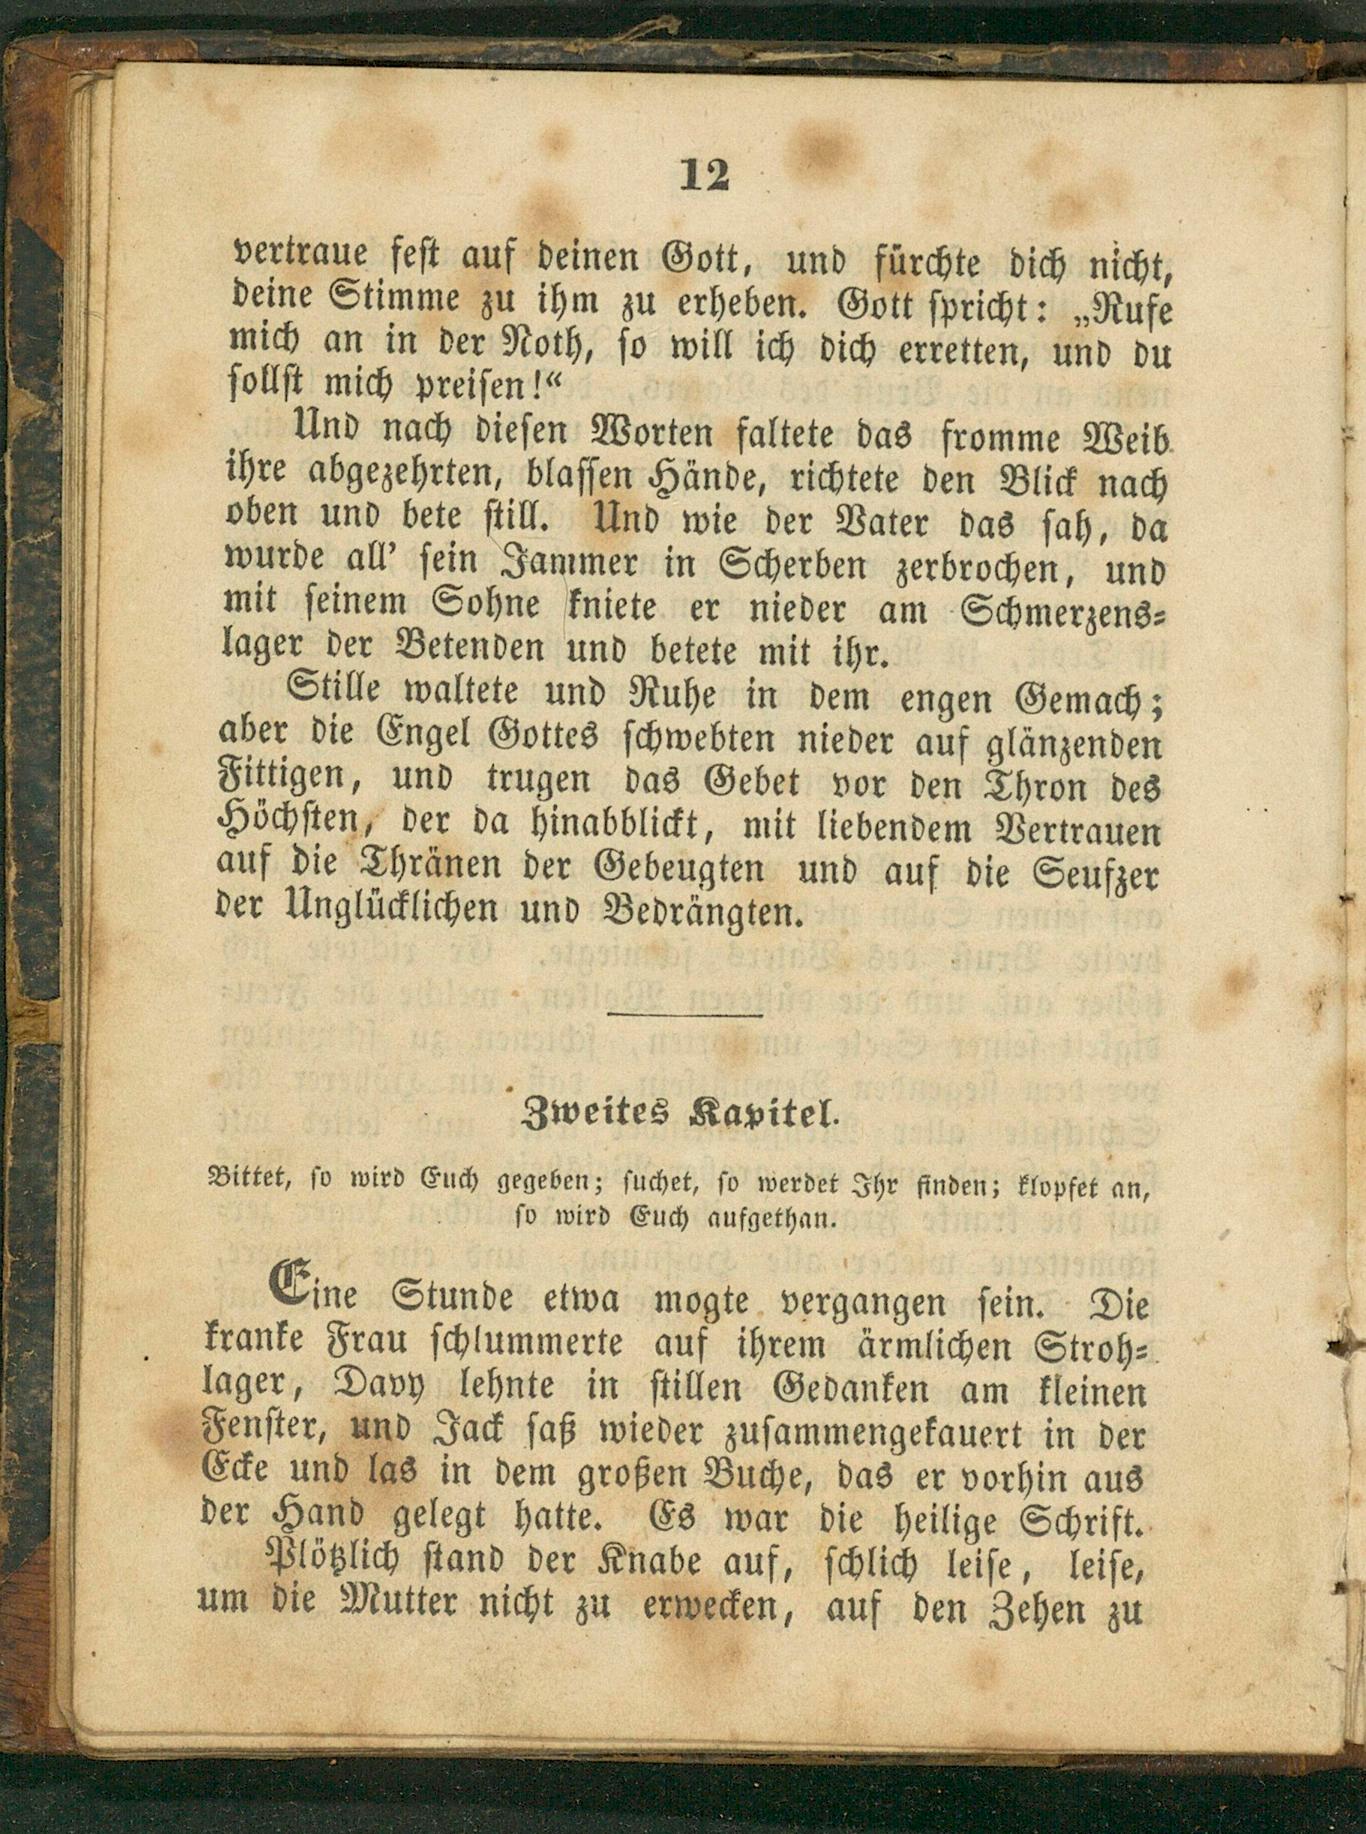 12
vertraue fest auf deinen Gott, und fürchte dich nicht,
deine Stimme zu ihm zu erheben. Gott spricht: „Rufe
mich an in der Noth, so will ich dich erretten, und du
sollst mich preisen!“
Und nach diesen Worten faltete das fromme Weib
ihre abgezehrten, blassen Hände, richtete den Blick nach
oben und bete still. Und wie der Vater das sah, da
wurde all’ sein Jammer in Scherben zerbrochen, und
mit seinem Sohne kniete er nieder am Schmerzens-
lager der Betenden und betete mit ihr.
Stille waltete und Ruhe in dem engen Gemach;
aber die Engel Gottes schwebten nieder auf glänzenden
Fittigen, und trugen das Gebet vor den Thron des
Höchsten, der da hinabblickt, mit liebendem Vertrauen
auf die Thränen der Gebeugten und auf die Seufzer
der Unglücklichen und Bedrängten.
Zweites Kapitel.
Bittet, so wird Euch gegeben; suchet, so werdet Ihr finden; klopfet an,
so wird Euch aufgethan.
Eine Stunde etwa mogte vergangen sein. Die
kranke Frau schlummerte auf ihrem ärmlichen Stroh-
lager, Davy lehnte in stillen Gedanken am kleinen
Fenster, und Jack saß wieder zusammengekauert in der
Ecke und las in dem großen Buche, das er vorhin aus
der Hand gelegt hatte. Es war die heilige Schrift.
Plötzlich stand der Knabe auf, schlich leise, leise,
um die Mutter nicht zu erwecken, auf den Zehen zu